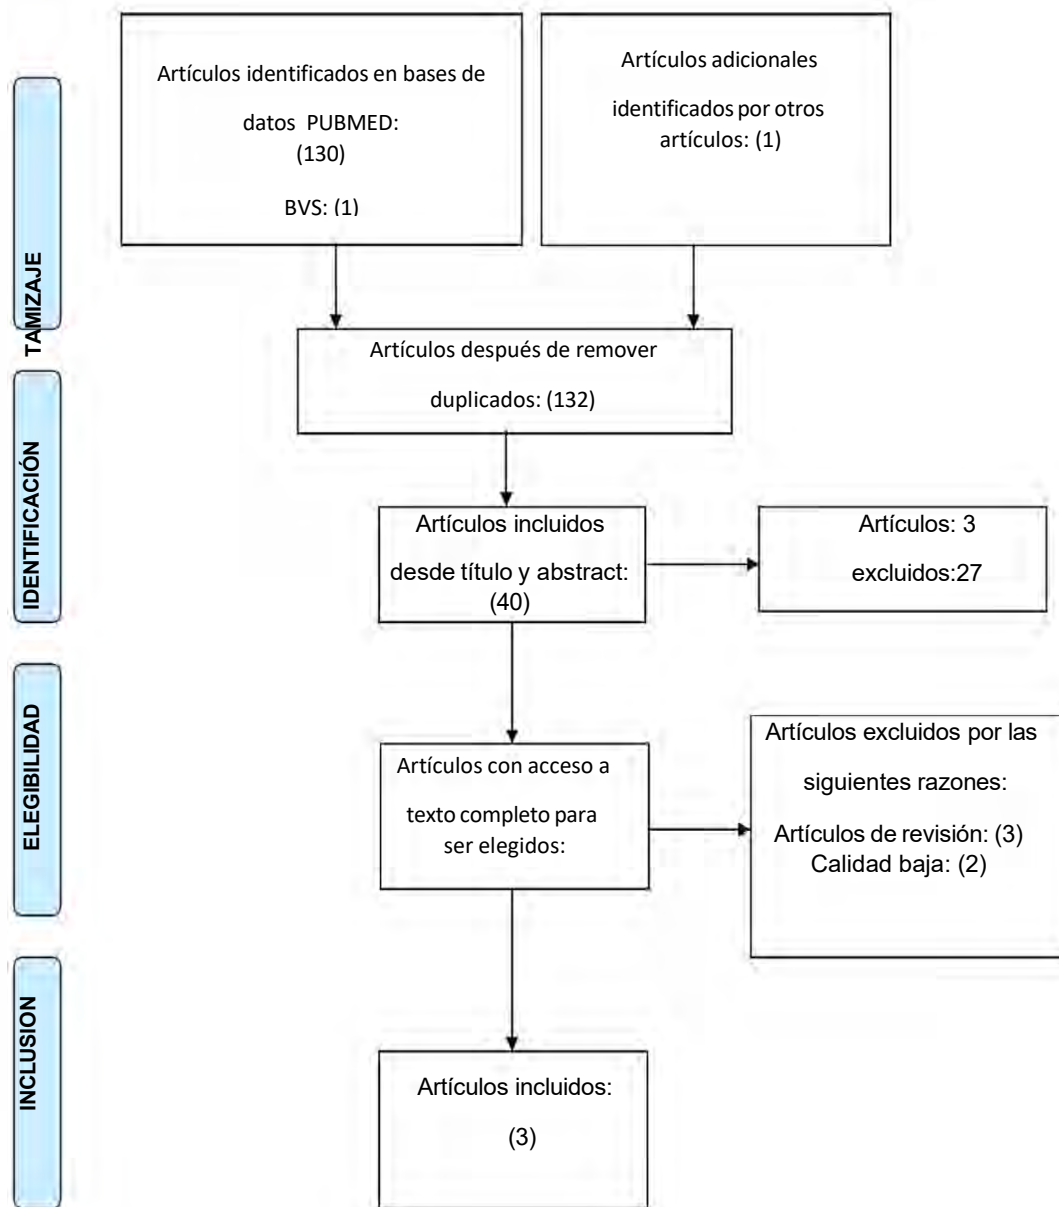 Artículos identificados en bases de
datos PUBMED:
(130)
BVS: (1)
Artículos adicionales
identificados por otros
artículos: (1)
TAMIZAJE
Artículos después de remover
duplicados: (132)
IDENTIFICACIÓN
Artículos incluidos
desde título y abstract:
(40)
Artículos: 3
excluidos:27
ELEGIBILIDAD
Artículos con acceso a
texto completo para
ser elegidos:
Artículos excluidos por las
siguientes razones:
Artículos de revisión: (3)
Calidad baja: (2)
INCLUSION
Artículos incluidos:
(3)